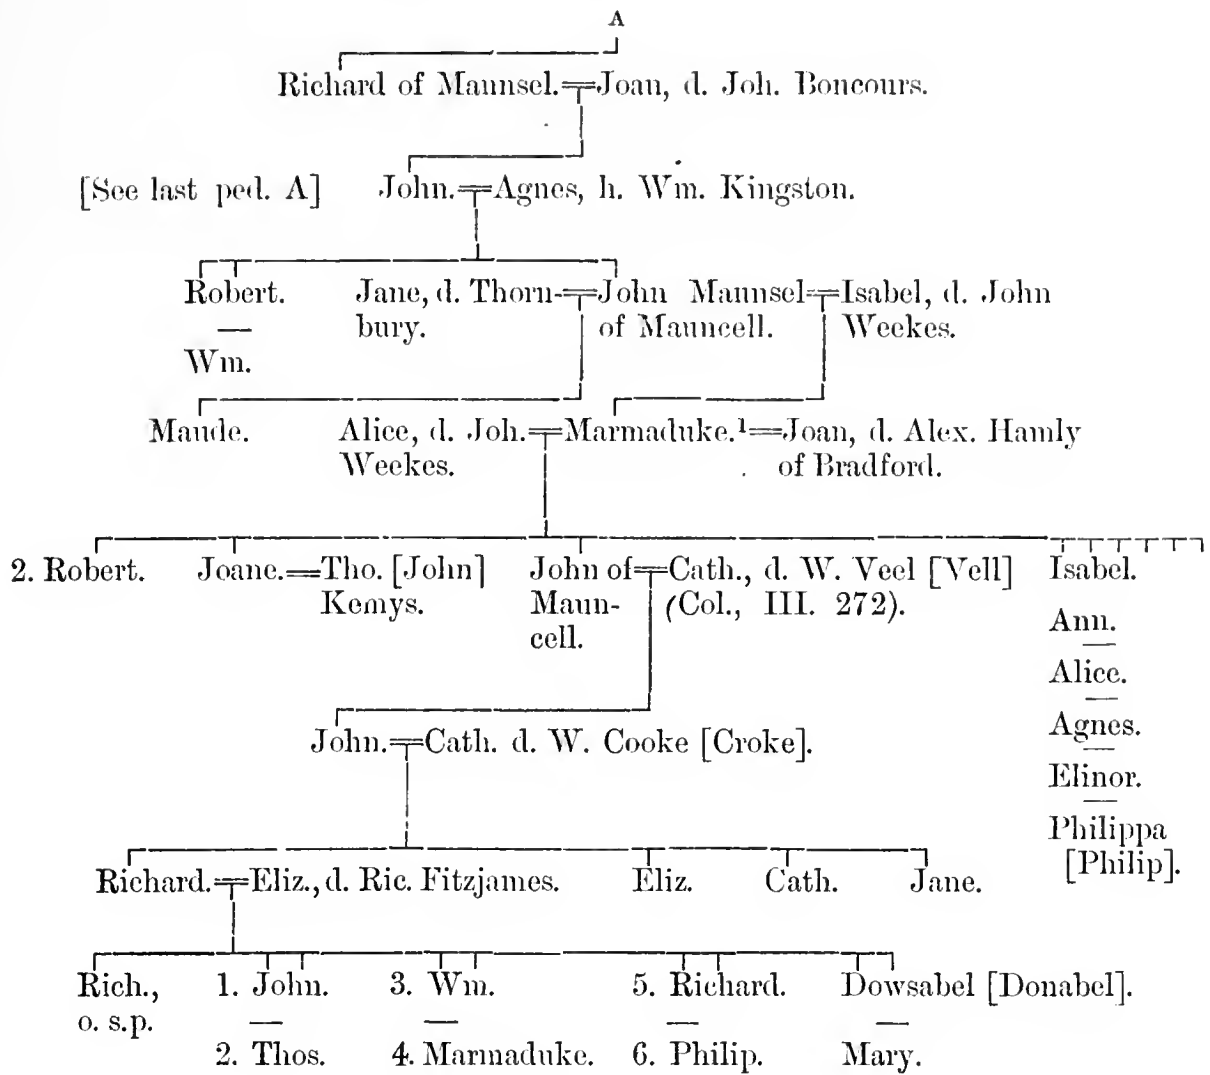 A
Richard of Maunsel.=Joan, d. Joh. Boncours.
[See last ped. A] John.=Agnes, h. Wm. Kingston.
Robert. Jane, d. Thorn-=John Maunsel=Isabel, d. John
bury. of Mauncell. Weekes.
Wm.
Maude. Alice, d. Joh.=Marmaduke.¹=Joan, d. Alex. Hamly
Weekes. of Bradford.
2. Robert. Joane.=Tho. [John] John of=Cath., d. W. Veel [Vell] Isabel.
Kemys. Maun- (Col., III. 272).
cell.
Ann.
Alice.
Agnes.
Elinor.
Philippa
[Philip].
John.=Cath. d. W. Cooke [Croke].
Richard.=Eliz., d. Ric. Fitzjames. Eliz. Cath. Jane.
Rich., 1. John. 3. Wm. 5. Richard. Dowsabel [Donabel].
o. s.p.
2. Thos. 4. Marmaduke. 6. Philip. Mary.